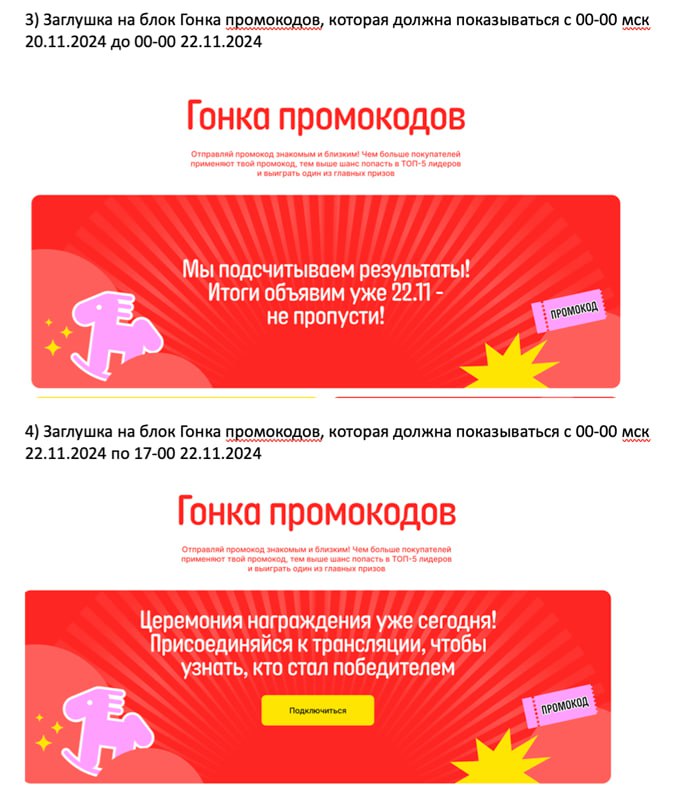 3) Заглушка на блок Гонка промокодов, которая должна показываться с 00-00 мск
20.11.2024 до 00-00 22.11.2024
Гонка промокодов
Отправляй промокод знакомым и близким! Чем больше покупателей
применяют твой промокод, тем выше шанс попасть в ТОП-5 лидеров
и выиграть один из главных призов
Мы подсчитываем результаты!
Итоги объявим уже 22.11 -
не пропусти!
ПРОМОКОД
4) Заглушка на блок Гонка промокодов, которая должна показываться с 00-00 мск
22.11.2024 по 17-00 22.11.2024
Гонка промокодов
Отправляй промокод знакомым и близким! Чем больше покупателей
применяют твой промокод, тем выше шанс попасть в ТОП-5 лидеров
и выиграть один из главных призов
Церемония награждения уже сегодня!
Присоединяйся к трансляции, чтобы
узнать, кто стал победителем
Подключиться
ПРОМОКОД